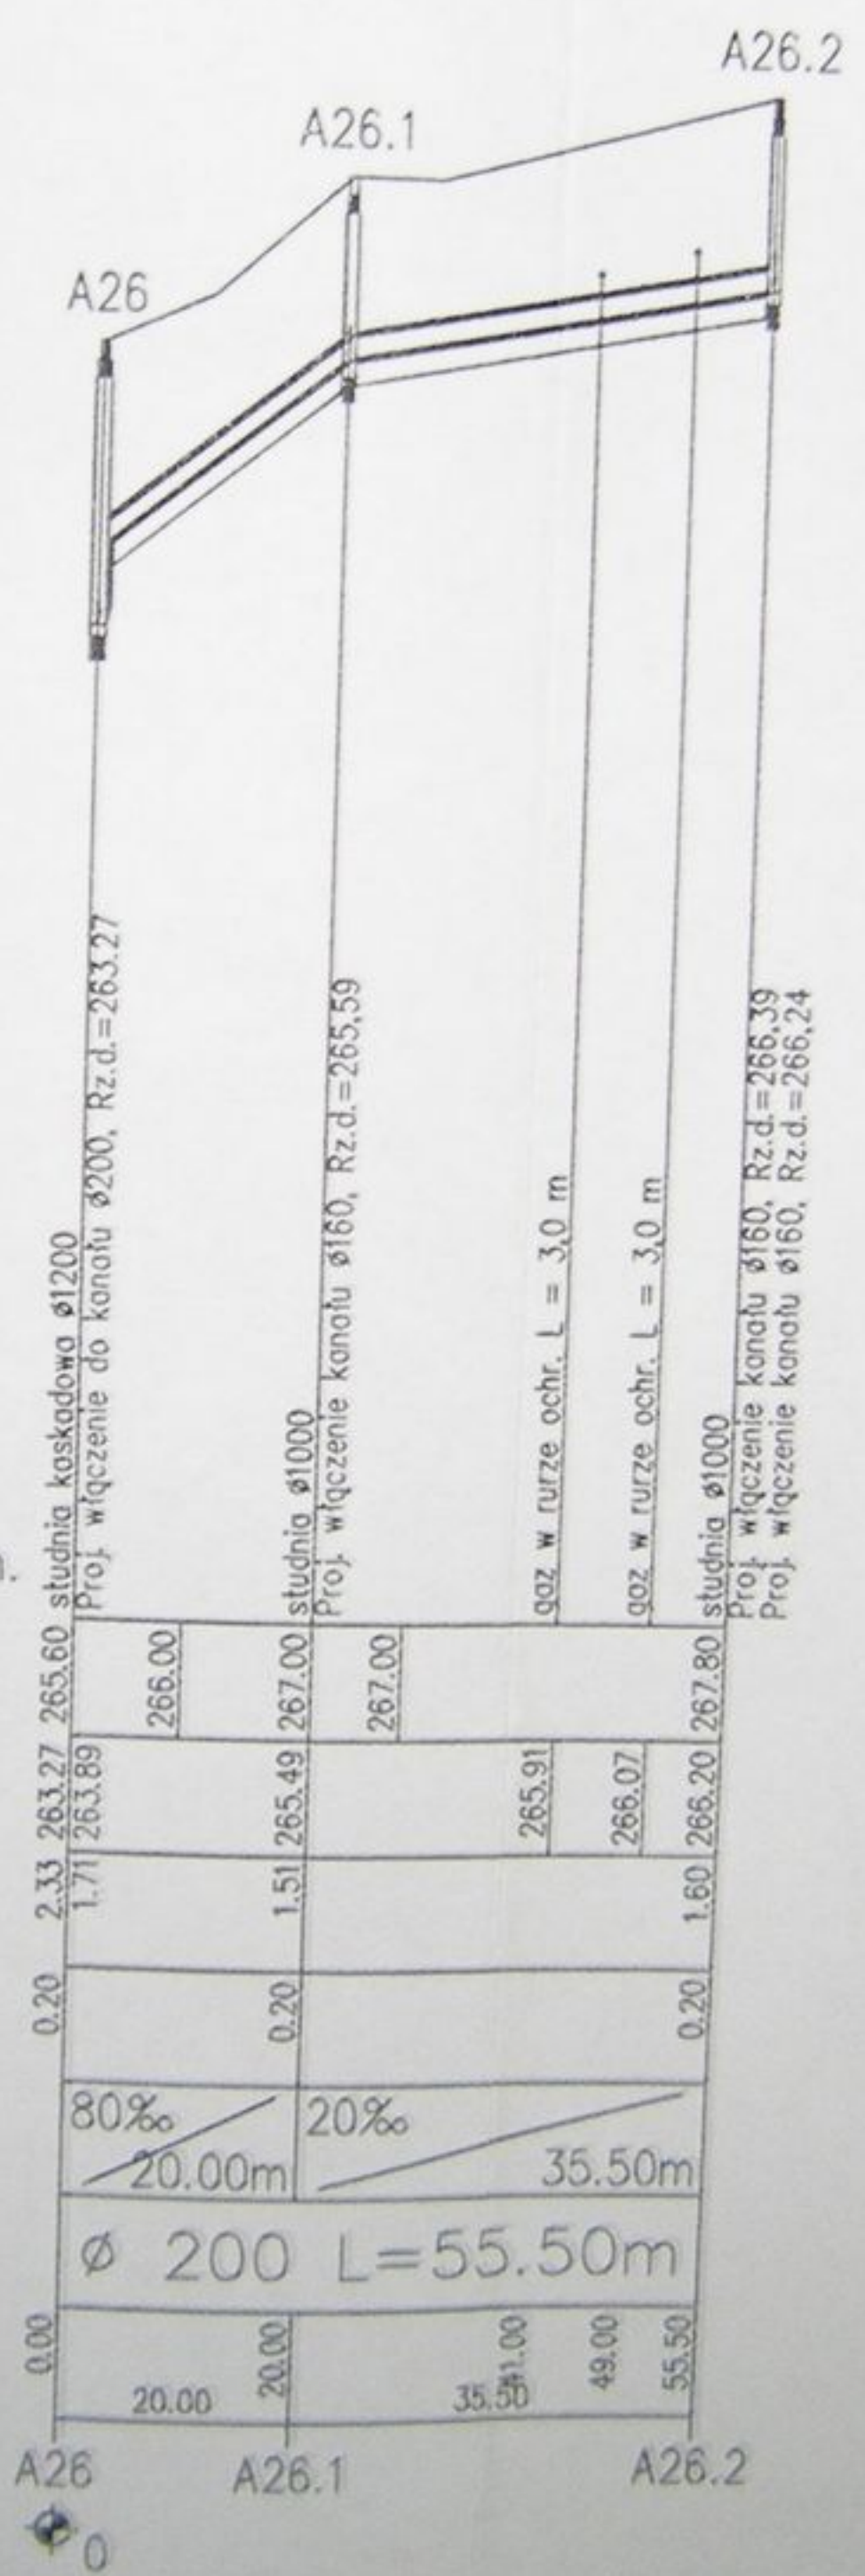 A26.2
A26.1
A26
studnia kaskadowa ø1200
Proj. włączenie do kanału ø200, Rz.d.=263.27
studnia ø1000
Proj. włączenie kanału ø160, Rz.d.=265,59
gaz w rurze ochr. L = 3,0 m
gaz w rurze ochr. L = 3,0 m
studnia ø1000
Proj. włączenie kanału ø160, Rz.d.=266,39
Proj. włączenie kanału ø160, Rz.d.=266,24
265.60
266.00
267.00
267.00
267.80
263.27
263.89
265.49
265.91
266.07
266.20
2.33
1.71
1.51
1.60
0.20
0.20
0.20
80‰
20.00m
20‰
35.50m
ø 200 L=55.50m
0.00
20.00
41.00
49.00
55.50
20.00
35.50
A26
A26.1
A26.2
0